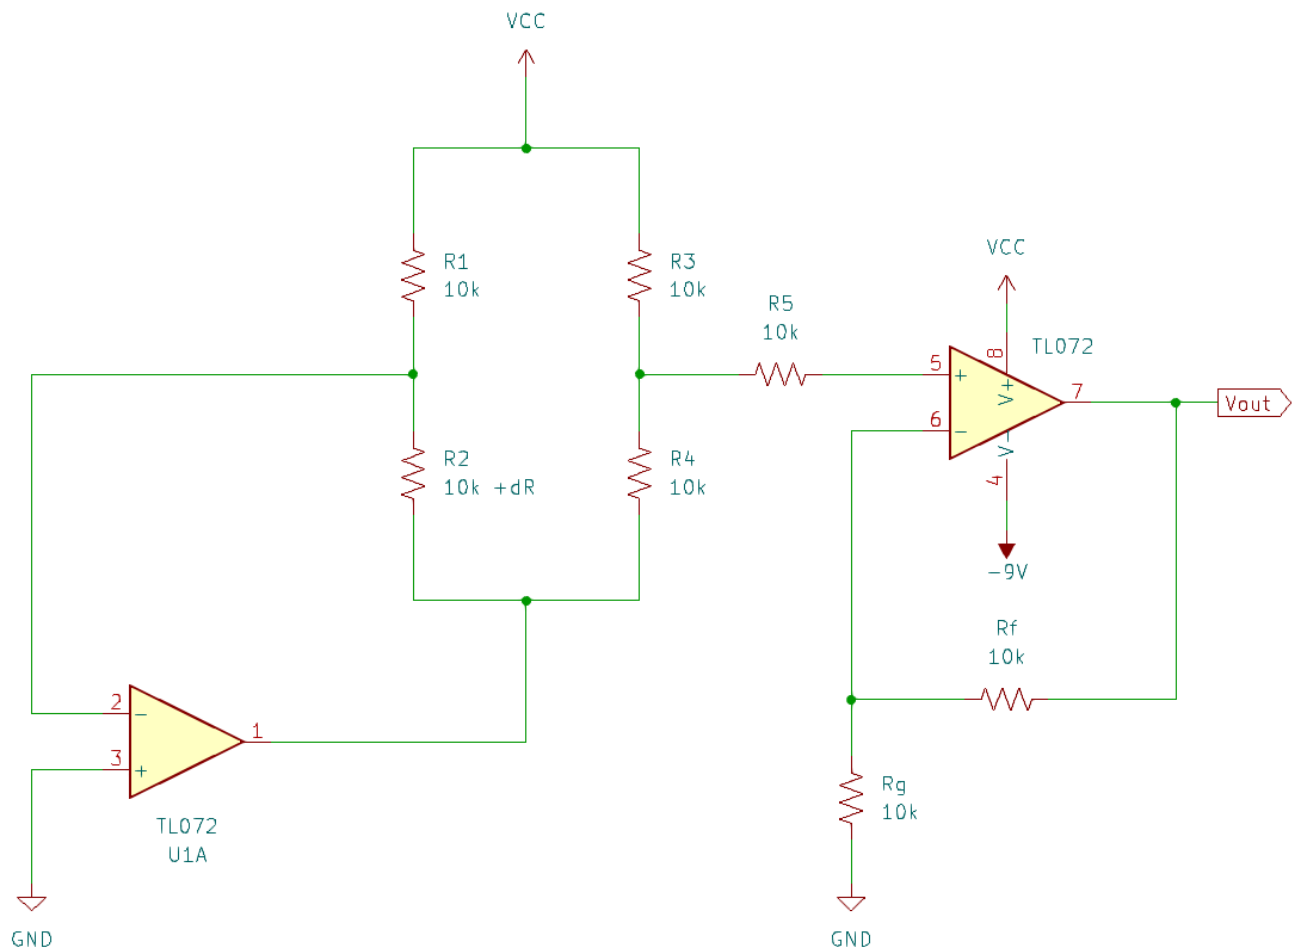 VCC
R1
10k
R3
10k
R5
10k
VCC
TL072
8
V+
5
+
6
-
7
Vout
V-
4
-9V
R2
10k +dR
R4
10k
Rf
10k
2
-
3
+
1
TL072
U1A
Rg
10k
GND
GND